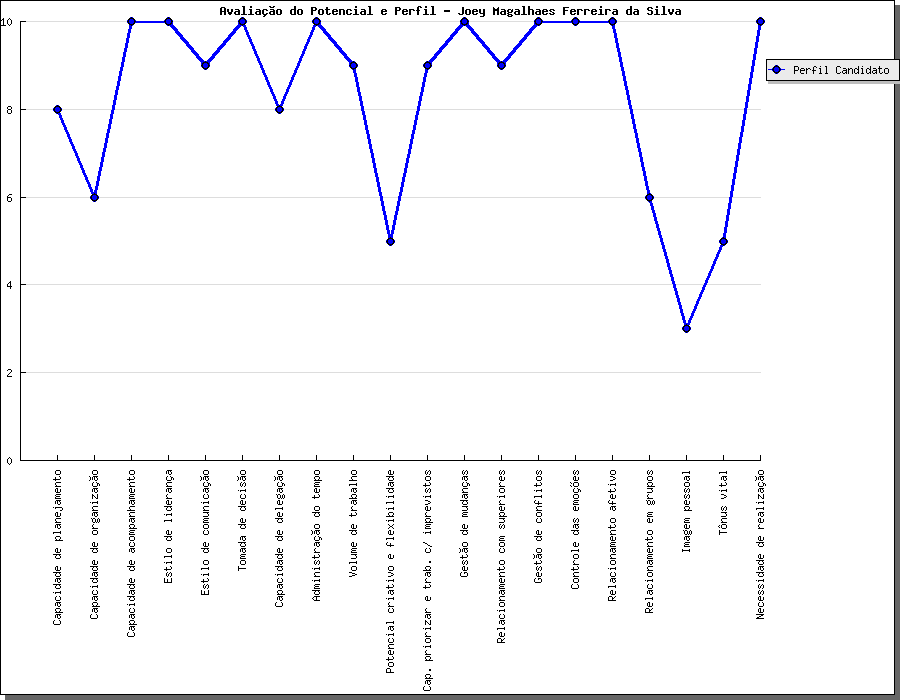 Avaliação do Potencial e Perfil - Joey Magalhaes Ferreira da Silva
Perfil Candidato
10
8
6
4
2
0
Capacidade de planejamento
Capacidade de organização
Capacidade de acompanhamento
Estilo de liderança
Estilo de comunicação
Tomada de decisão
Capacidade de delegação
Administração do tempo
Volume de trabalho
Potencial criativo e flexibilidade
Cap. priorizar e trab. c/ imprevistos
Gestão de mudanças
Relacionamento com superiores
Gestão de conflitos
Controle das emoções
Relacionamento afetivo
Relacionamento em grupos
Imagem pessoal
Tônus vital
Necessidade de realização